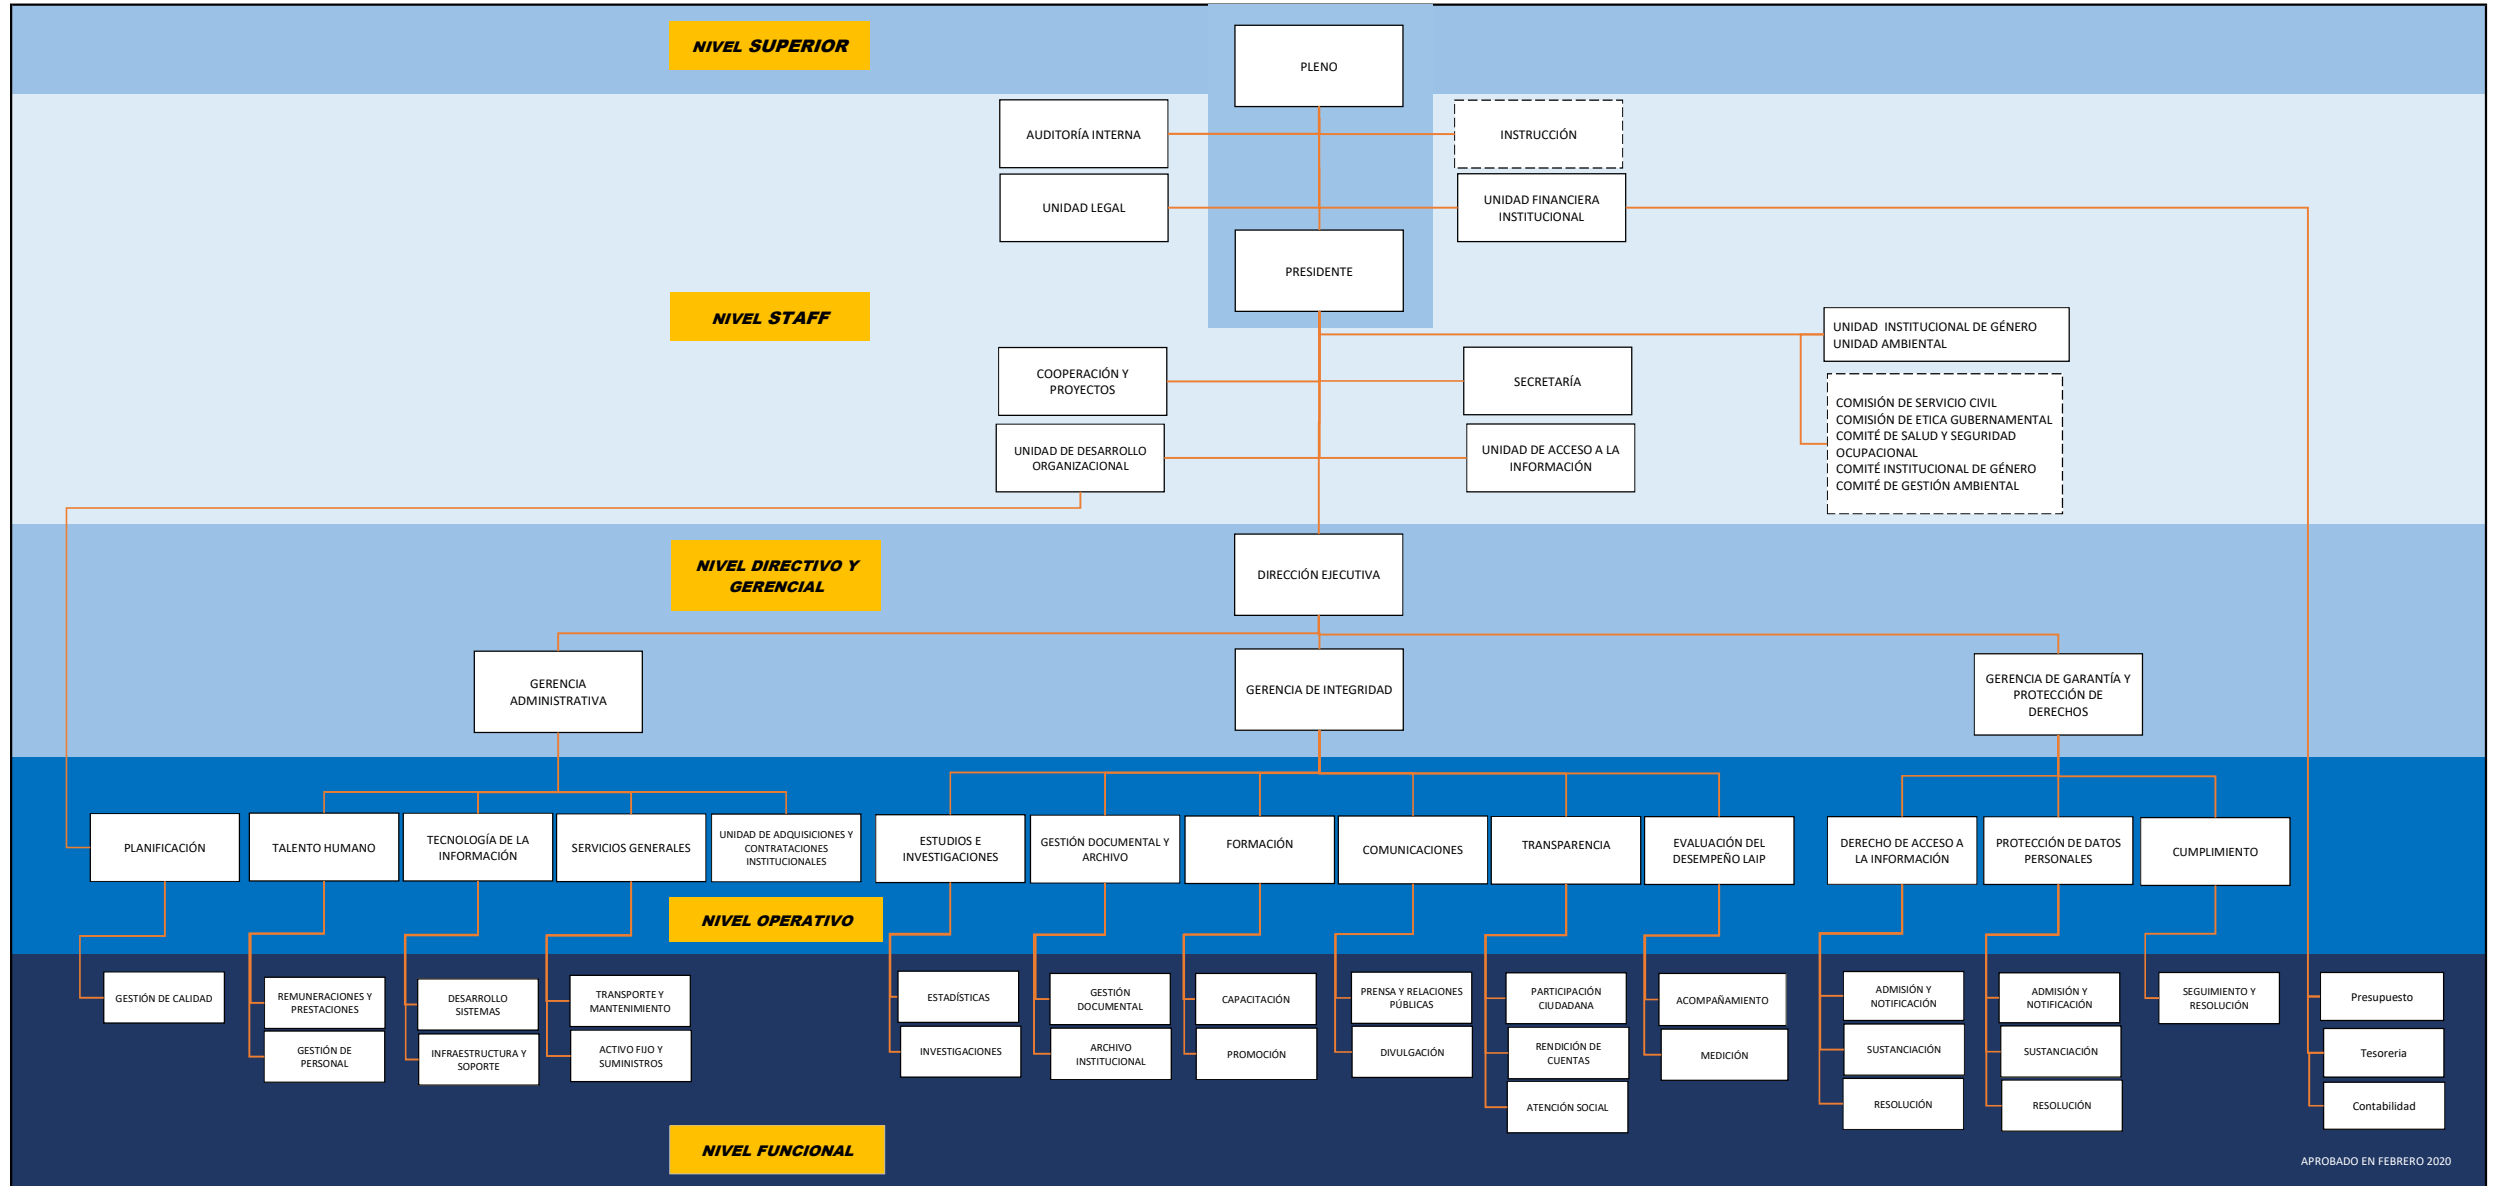 NIVEL SUPERIOR
PLENO
AUDITORÍA INTERNA
INSTRUCCIÓN
UNIDAD LEGAL
UNIDAD FINANCIERA
INSTITUCIONAL
PRESIDENTE
NIVEL STAFF
UNIDAD  INSTITUCIONAL DE GÉNERO
UNIDAD AMBIENTAL
COOPERACIÓN Y
PROYECTOS
SECRETARÍA
COMISIÓN DE SERVICIO CIVIL
COMISIÓN DE ETICA GUBERNAMENTAL
COMITÉ DE SALUD Y SEGURIDAD
OCUPACIONAL
COMITÉ INSTITUCIONAL DE GÉNERO
COMITÉ DE GESTIÓN AMBIENTAL
UNIDAD DE DESARROLLO
ORGANIZACIONAL
UNIDAD DE ACCESO A LA
INFORMACIÓN
NIVEL DIRECTIVO Y
GERENCIAL
DIRECCIÓN EJECUTIVA
GERENCIA
ADMINISTRATIVA
GERENCIA DE INTEGRIDAD
GERENCIA DE GARANTÍA Y
PROTECCIÓN DE
DERECHOS
PLANIFICACIÓN
TALENTO HUMANO
TECNOLOGÍA DE LA
INFORMACIÓN
SERVICIOS GENERALES
UNIDAD DE ADQUISICIONES Y
CONTRATACIONES
INSTITUCIONALES
ESTUDIOS E
INVESTIGACIONES
GESTIÓN DOCUMENTAL Y
ARCHIVO
FORMACIÓN
COMUNICACIONES
TRANSPARENCIA
EVALUACIÓN DEL
DESEMPEÑO LAIP
DERECHO DE ACCESO A
LA INFORMACIÓN
PROTECCIÓN DE DATOS
PERSONALES
CUMPLIMIENTO
NIVEL OPERATIVO
GESTIÓN DE CALIDAD
REMUNERACIONES Y
PRESTACIONES
DESARROLLO
SISTEMAS
TRANSPORTE Y
MANTENIMIENTO
ESTADÍSTICAS
GESTIÓN
DOCUMENTAL
CAPACITACIÓN
PRENSA Y RELACIONES
PÚBLICAS
PARTICIPACIÓN
CIUDADANA
ACOMPAÑAMIENTO
ADMISIÓN Y
NOTIFICACIÓN
ADMISIÓN Y
NOTIFICACIÓN
SEGUIMIENTO Y
RESOLUCIÓN
Presupuesto
GESTIÓN DE
PERSONAL
INFRAESTRUCTURA Y
SOPORTE
ACTIVO FIJO Y
SUMINISTROS
INVESTIGACIONES
ARCHIVO
INSTITUCIONAL
PROMOCIÓN
DIVULGACIÓN
RENDICIÓN DE
CUENTAS
MEDICIÓN
SUSTANCIACIÓN
SUSTANCIACIÓN
Tesoreria
ATENCIÓN SOCIAL
RESOLUCIÓN
RESOLUCIÓN
Contabilidad
NIVEL FUNCIONAL
APROBADO EN FEBRERO 2020